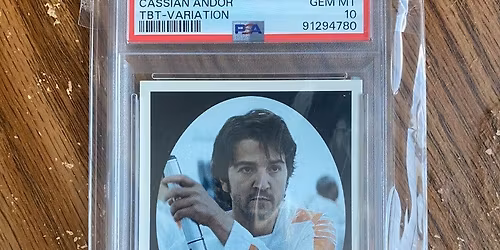 CASSIAN ANDOR GEM MT
TBT-VARIATION PSA 10
91294780